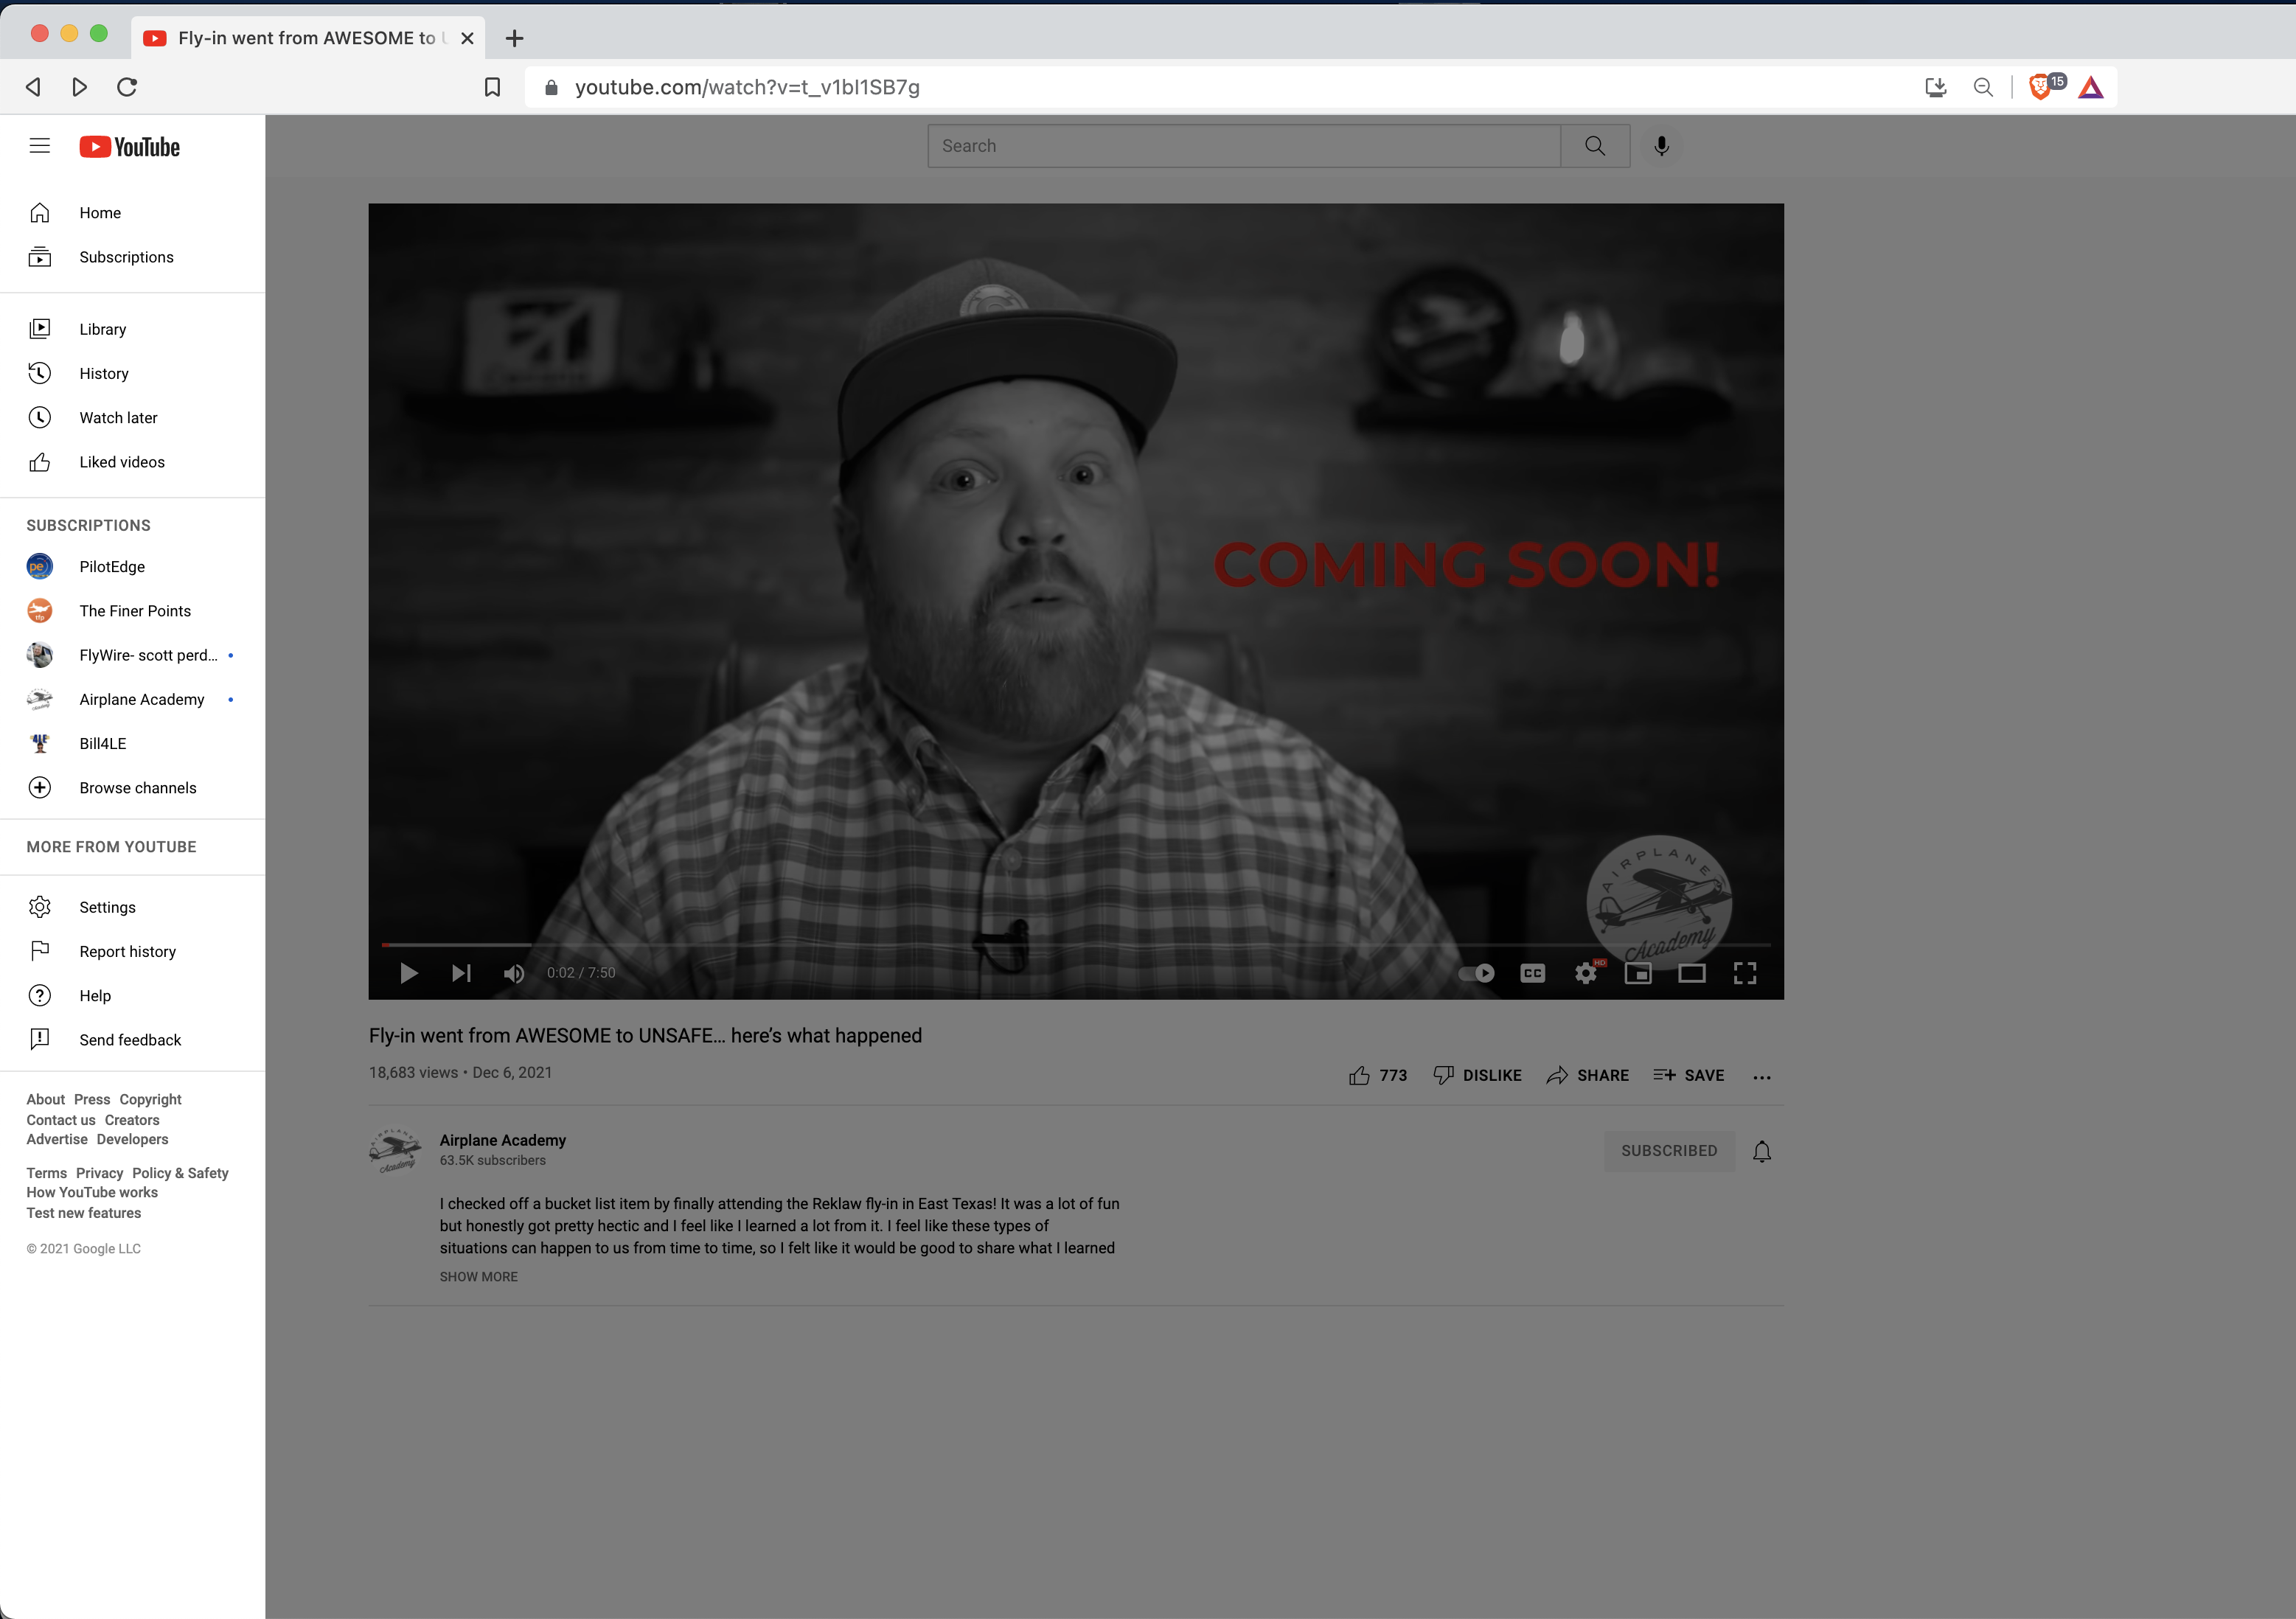 Fly-in went from AWESOME to
youtube.com/watch?v=t_v1bI1SB7g
15
YouTube
Search
Home
Subscriptions
Library
History
Watch later
Liked videos
SUBSCRIPTIONS
pe PilotEdge
tfp The Finer Points
FlyWire- scott perd...
Airplane Academy
Bill4LE
Browse channels
MORE FROM YOUTUBE
Settings
Report history
Help
Send feedback
About Press Copyright
Contact us Creators
Advertise Developers
Terms Privacy Policy & Safety
How YouTube works
Test new features
© 2021 Google LLC
COMING SOON!
AIRPLANE
Academy
0:02 / 7:50
CC
HD
Fly-in went from AWESOME to UNSAFE... here’s what happened
18,683 views • Dec 6, 2021
773 DISLIKE SHARE SAVE
AIRPLANE
Academy
Airplane Academy
63.5K subscribers
SUBSCRIBED
I checked off a bucket list item by finally attending the Reklaw fly-in in East Texas! It was a lot of fun
but honestly got pretty hectic and I feel like I learned a lot from it. I feel like these types of
situations can happen to us from time to time, so I felt like it would be good to share what I learned
SHOW MORE